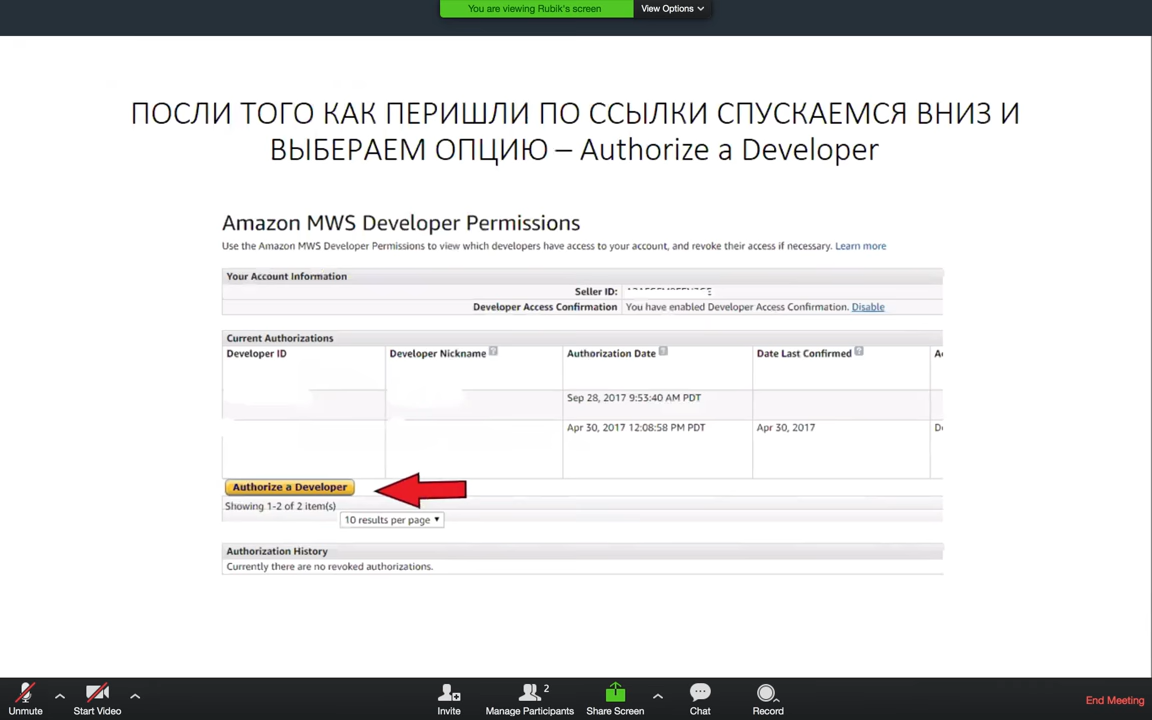 You are viewing Rubik's screen View Options
ПОСЛИ ТОГО КАК ПЕРИШЛИ ПО ССЫЛКИ СПУСКАЕМСЯ ВНИЗ И
ВЫБЕРАЕМ ОПЦИЮ – Authorize a Developer
Amazon MWS Developer Permissions
Use the Amazon MWS Developer Permissions to view which developers have access to your account, and revoke their access if necessary. Learn more
Your Account Information
Seller ID:
Developer Access Confirmation You have enabled Developer Access Confirmation. Disable
Current Authorizations
Developer ID Developer Nickname ? Authorization Date ? Date Last Confirmed ?
Sep 28, 2017 9:53:40 AM PDT
Apr 30, 2017 12:08:58 PM PDT Apr 30, 2017
Authorize a Developer
Showing 1-2 of 2 item(s)
10 results per page
Authorization History
Currently there are no revoked authorizations.
2
Unmute Start Video Invite Manage Participants Share Screen Chat Record End Meeting